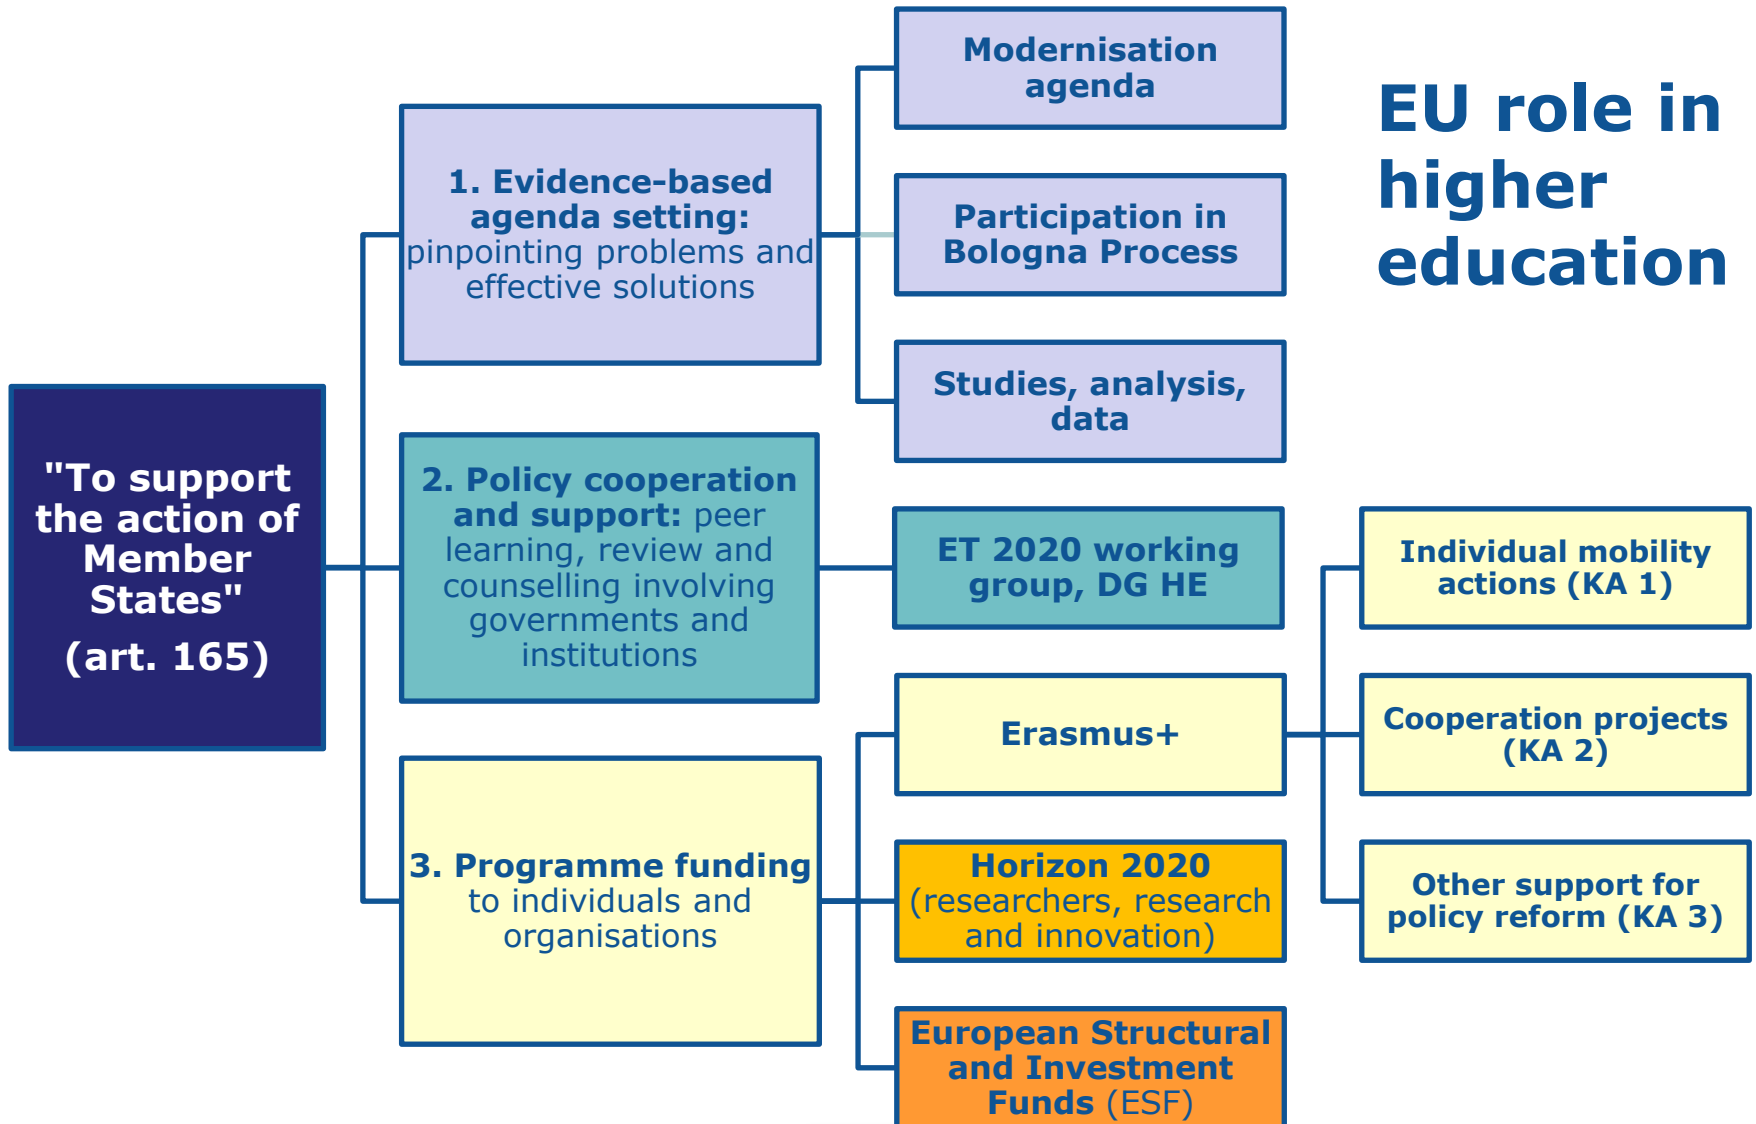 EU role in
higher
education
"To support
the action of
Member
States"
(art. 165)
1. Evidence-based
agenda setting:
pinpointing problems and
effective solutions
Modernisation
agenda
Participation in
Bologna Process
Studies, analysis,
data
2. Policy cooperation
and support: peer
learning, review and
counselling involving
governments and
institutions
ET 2020 working
group, DG HE
3. Programme funding
to individuals and
organisations
Erasmus+
Individual mobility
actions (KA 1)
Cooperation projects
(KA 2)
Other support for
policy reform (KA 3)
Horizon 2020
(researchers, research
and innovation)
European Structural
and Investment
Funds (ESF)